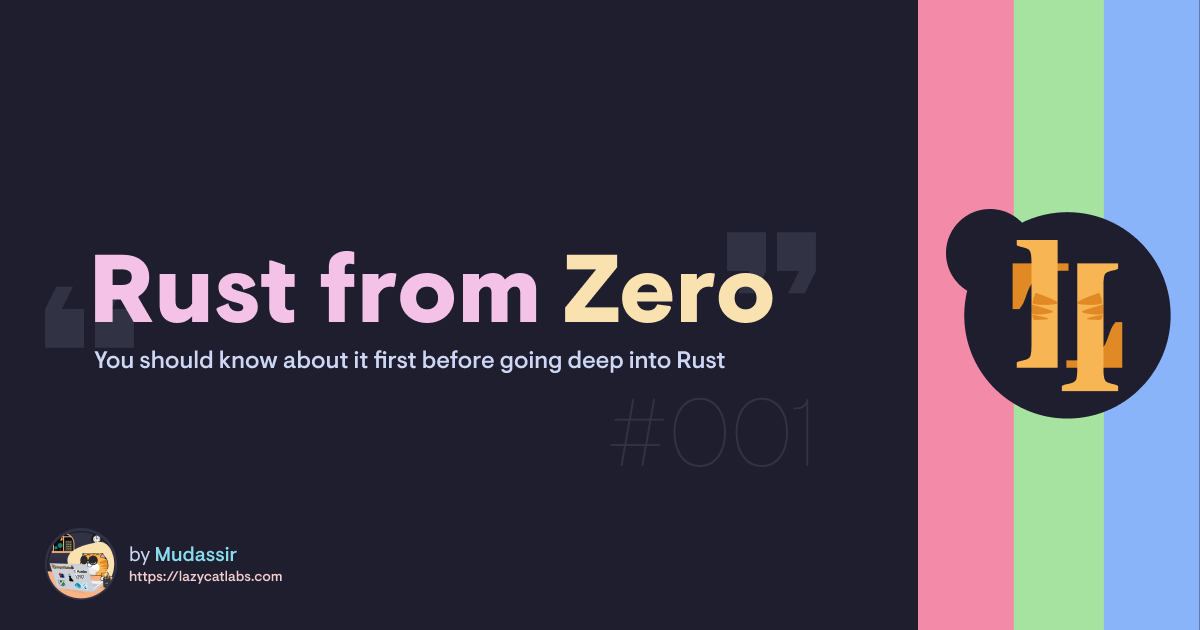 Rust from Zero
You should know about it first before going deep into Rust
#001
by Mudassir
https://lazycatlabs.com